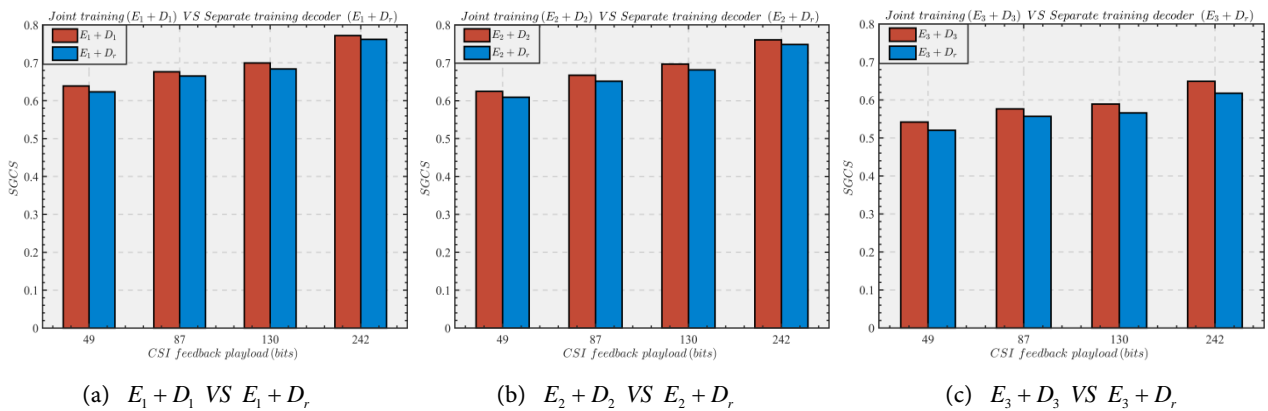 Joint training (E₁ + D₁) VS Separate training decoder (E₁ + Dᵣ)
0.8
E₁ + D₁
E₁ + Dᵣ
0.7
0.6
0.5
0.4
0.3
0.2
0.1
0
SGCS
49 87 130 242
CSI feedback playload (bits)
(a) E₁ + D₁ VS E₁ + Dᵣ
Joint training (E₂ + D₂) VS Separate training decoder (E₂ + Dᵣ)
0.8
E₂ + D₂
E₂ + Dᵣ
0.7
0.6
0.5
0.4
0.3
0.2
0.1
0
SGCS
49 87 130 242
CSI feedback playload (bits)
(b) E₂ + D₂ VS E₂ + Dᵣ
Joint training (E₃ + D₃) VS Separate training decoder (E₃ + Dᵣ)
0.8
E₃ + D₃
E₃ + Dᵣ
0.7
0.6
0.5
0.4
0.3
0.2
0.1
0
SGCS
49 87 130 242
CSI feedback playload (bits)
(c) E₃ + D₃ VS E₃ + Dᵣ